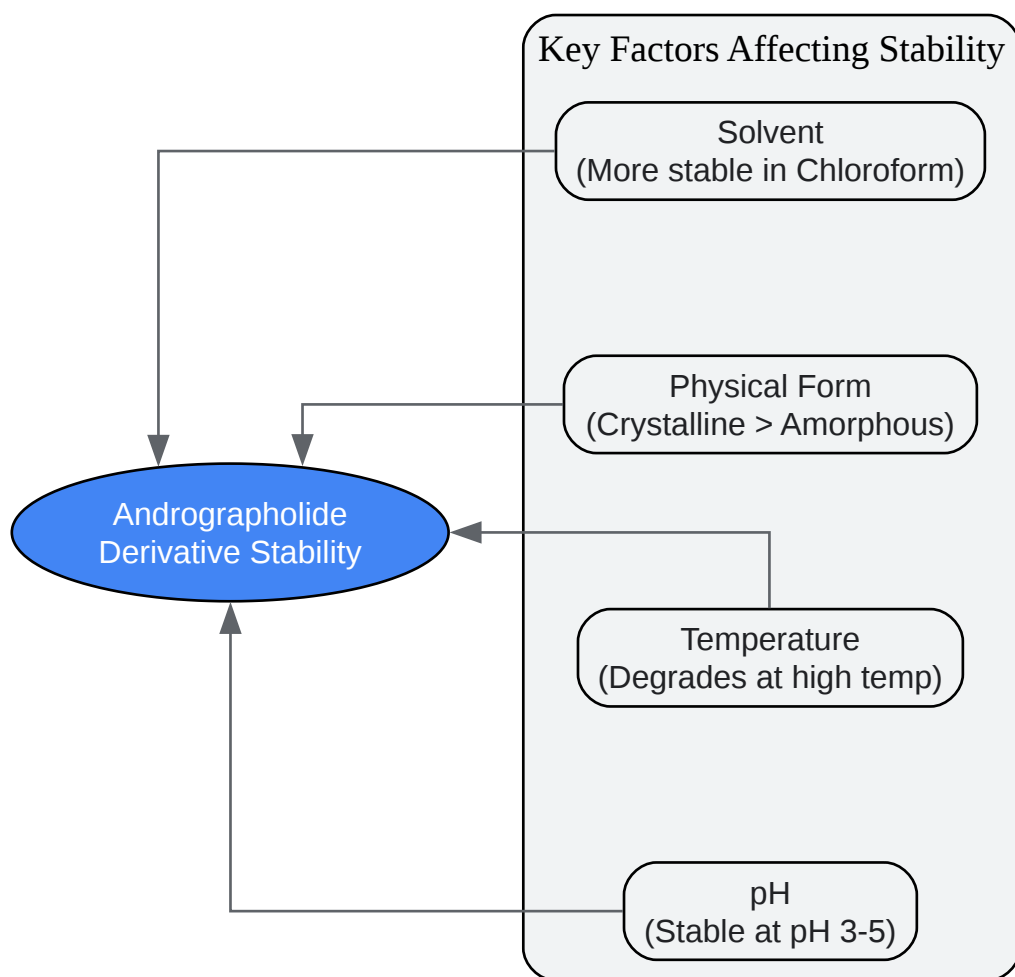 Key Factors Affecting Stability
Solvent
(More stable in Chloroform)
Physical Form
(Crystalline > Amorphous)
Andrographolide
Derivative Stability
Temperature
(Degrades at high temp)
pH
(Stable at pH 3-5)